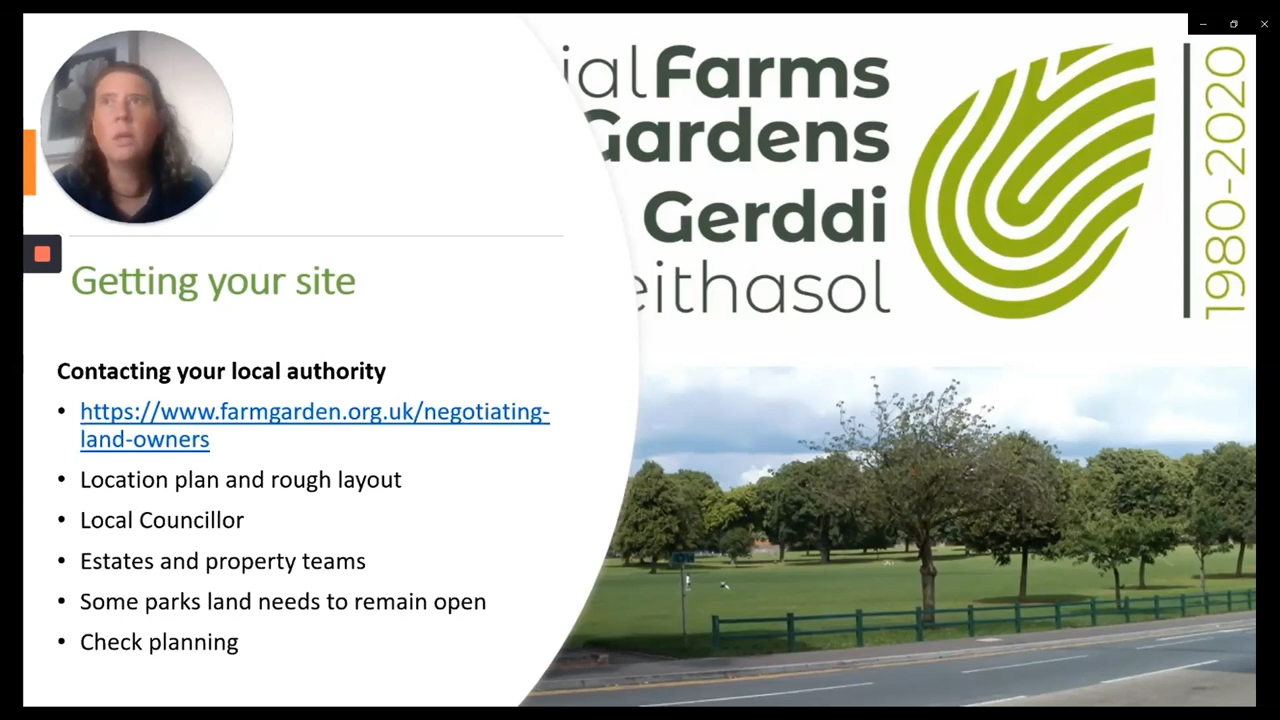 ial Farms
Gardens
Gerddi
eithasol
1980-2020
Getting your site
Contacting your local authority
• https://www.farmgarden.org.uk/negotiating-
land-owners
• Location plan and rough layout
• Local Councillor
• Estates and property teams
• Some parks land needs to remain open
• Check planning